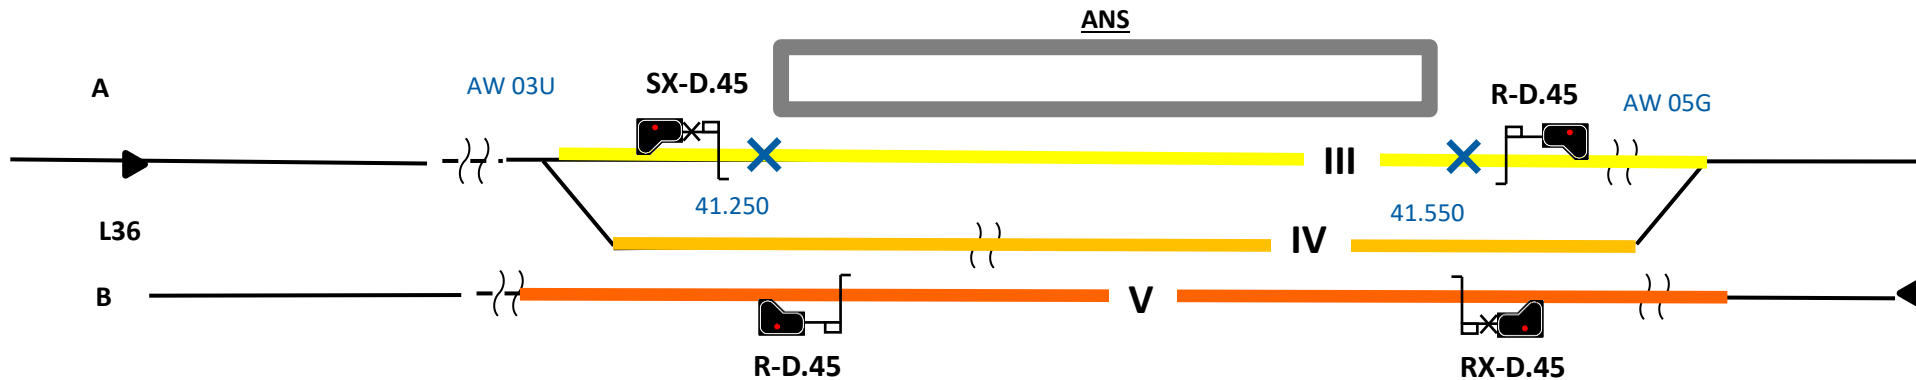 ANS
A
AW 03U
SX-D.45
R-D.45
AW 05G
III
41.250
41.550
L36
IV
B
V
R-D.45
RX-D.45